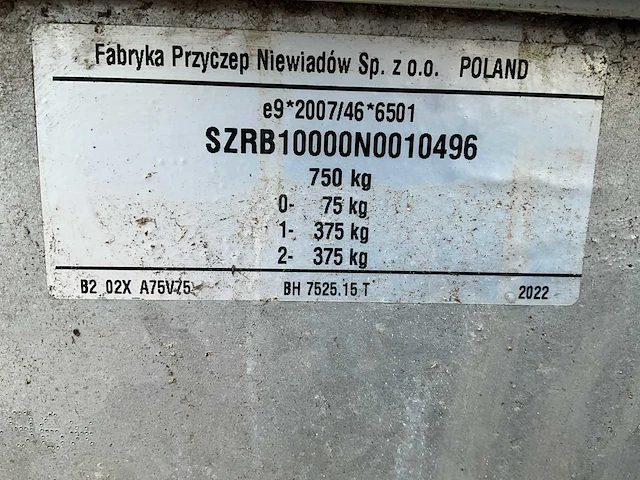 Fabryka Przyczep Niewiadów Sp. z o.o. POLAND
e9*2007/46*6501
SZRB10000N0010496
750 kg
0- 75 kg
1- 375 kg
2- 375 kg
B2 02X A75V75 BH 7525.15 T 2022